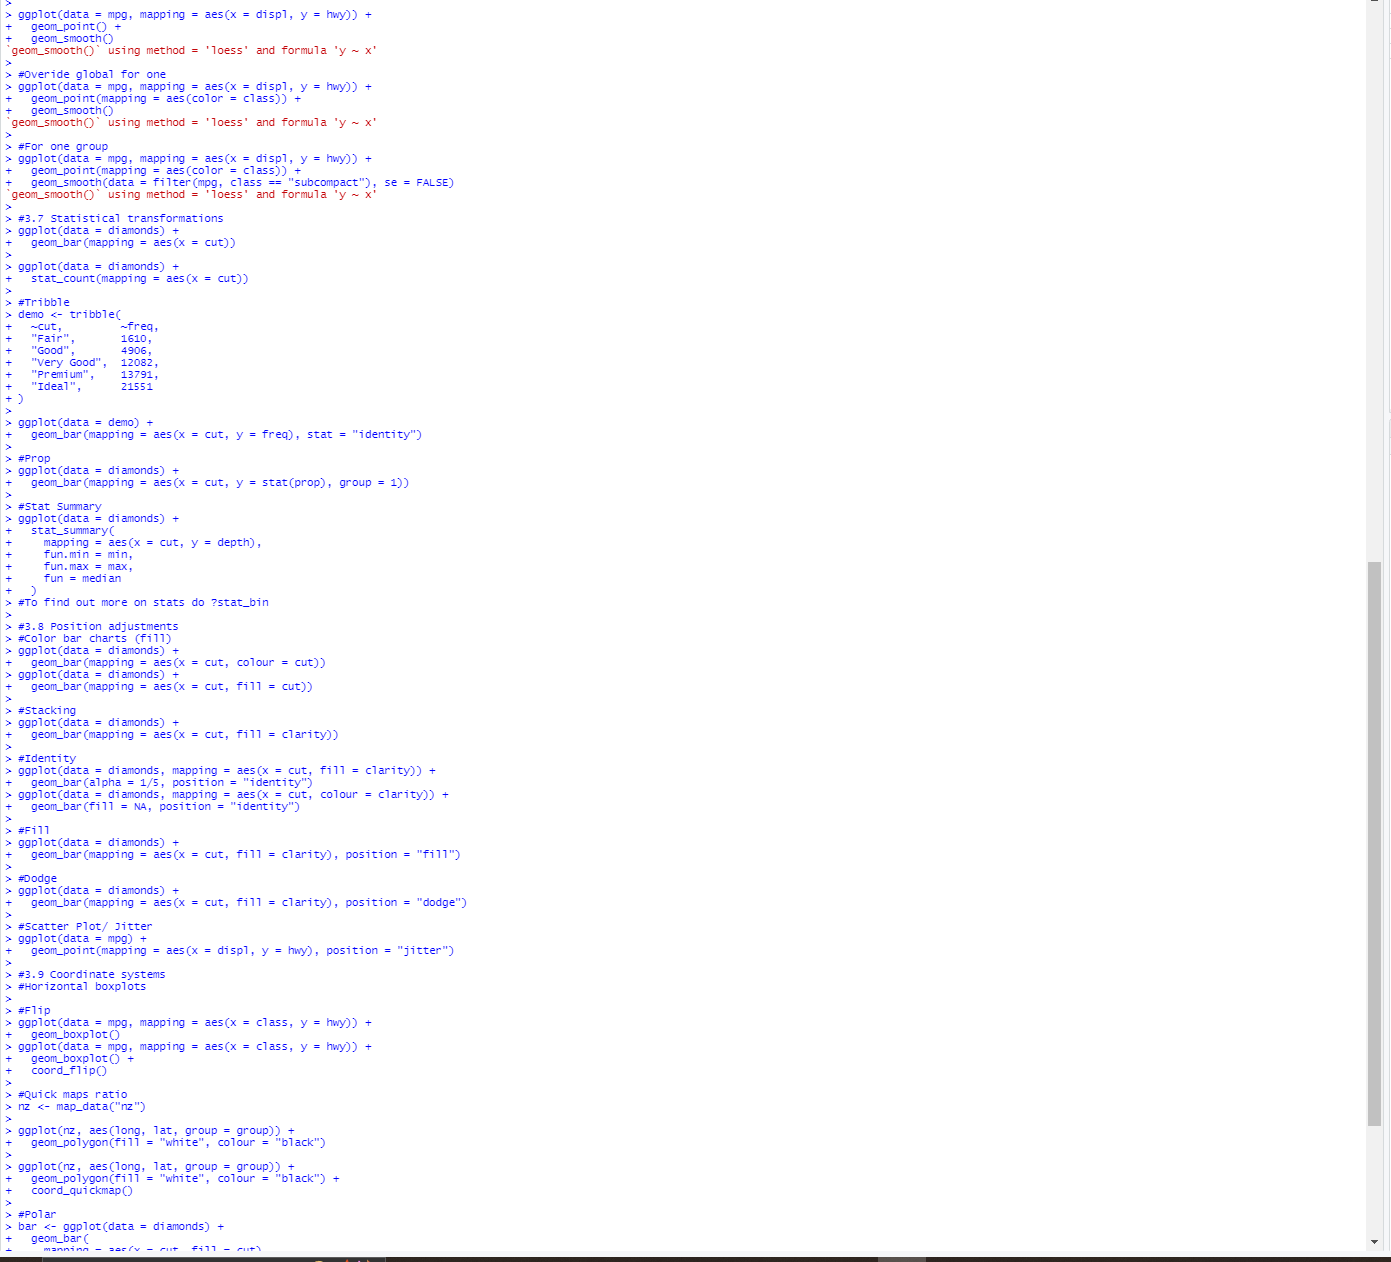 >
> ggplot(data = mpg, mapping = aes(x = displ, y = hwy)) +
+   geom_point() +
+   geom_smooth()
`geom_smooth()` using method = 'loess' and formula 'y ~ x'
>
> #Overide global for one
> ggplot(data = mpg, mapping = aes(x = displ, y = hwy)) +
+   geom_point(mapping = aes(color = class)) +
+   geom_smooth()
`geom_smooth()` using method = 'loess' and formula 'y ~ x'
>
> #For one group
> ggplot(data = mpg, mapping = aes(x = displ, y = hwy)) +
+   geom_point(mapping = aes(color = class)) +
+   geom_smooth(data = filter(mpg, class == "subcompact"), se = FALSE)
`geom_smooth()` using method = 'loess' and formula 'y ~ x'
>
> #3.7 Statistical transformations
> ggplot(data = diamonds) +
+   geom_bar(mapping = aes(x = cut))
>
> ggplot(data = diamonds) +
+   stat_count(mapping = aes(x = cut))
>
> #Tribble
> demo <- tribble(
+   ~cut,         ~freq,
+   "Fair",       1610,
+   "Good",       4906,
+   "Very Good",  12082,
+   "Premium",    13791,
+   "Ideal",      21551
+ )
>
> ggplot(data = demo) +
+   geom_bar(mapping = aes(x = cut, y = freq), stat = "identity")
>
> #Prop
> ggplot(data = diamonds) +
+   geom_bar(mapping = aes(x = cut, y = stat(prop), group = 1))
>
> #Stat Summary
> ggplot(data = diamonds) +
+   stat_summary(
+     mapping = aes(x = cut, y = depth),
+     fun.min = min,
+     fun.max = max,
+     fun = median
+   )
> #To find out more on stats do ?stat_bin
>
> #3.8 Position adjustments
> #Color bar charts (fill)
> ggplot(data = diamonds) +
+   geom_bar(mapping = aes(x = cut, colour = cut))
> ggplot(data = diamonds) +
+   geom_bar(mapping = aes(x = cut, fill = cut))
>
> #Stacking
> ggplot(data = diamonds) +
+   geom_bar(mapping = aes(x = cut, fill = clarity))
>
> #Identity
> ggplot(data = diamonds, mapping = aes(x = cut, fill = clarity)) +
+   geom_bar(alpha = 1/5, position = "identity")
> ggplot(data = diamonds, mapping = aes(x = cut, colour = clarity)) +
+   geom_bar(fill = NA, position = "identity")
>
> #Fill
> ggplot(data = diamonds) +
+   geom_bar(mapping = aes(x = cut, fill = clarity), position = "fill")
>
> #Dodge
> ggplot(data = diamonds) +
+   geom_bar(mapping = aes(x = cut, fill = clarity), position = "dodge")
>
> #Scatter Plot/ Jitter
> ggplot(data = mpg) +
+   geom_point(mapping = aes(x = displ, y = hwy), position = "jitter")
>
> #3.9 Coordinate systems
> #Horizontal boxplots
>
> #Flip
> ggplot(data = mpg, mapping = aes(x = class, y = hwy)) +
+   geom_boxplot()
> ggplot(data = mpg, mapping = aes(x = class, y = hwy)) +
+   geom_boxplot() +
+   coord_flip()
>
> #Quick maps ratio
> nz <- map_data("nz")
>
> ggplot(nz, aes(long, lat, group = group)) +
+   geom_polygon(fill = "white", colour = "black")
>
> ggplot(nz, aes(long, lat, group = group)) +
+   geom_polygon(fill = "white", colour = "black") +
+   coord_quickmap()
>
> #Polar
> bar <- ggplot(data = diamonds) +
+   geom_bar(
+     mapping = aes(x = cut, fill = cut),